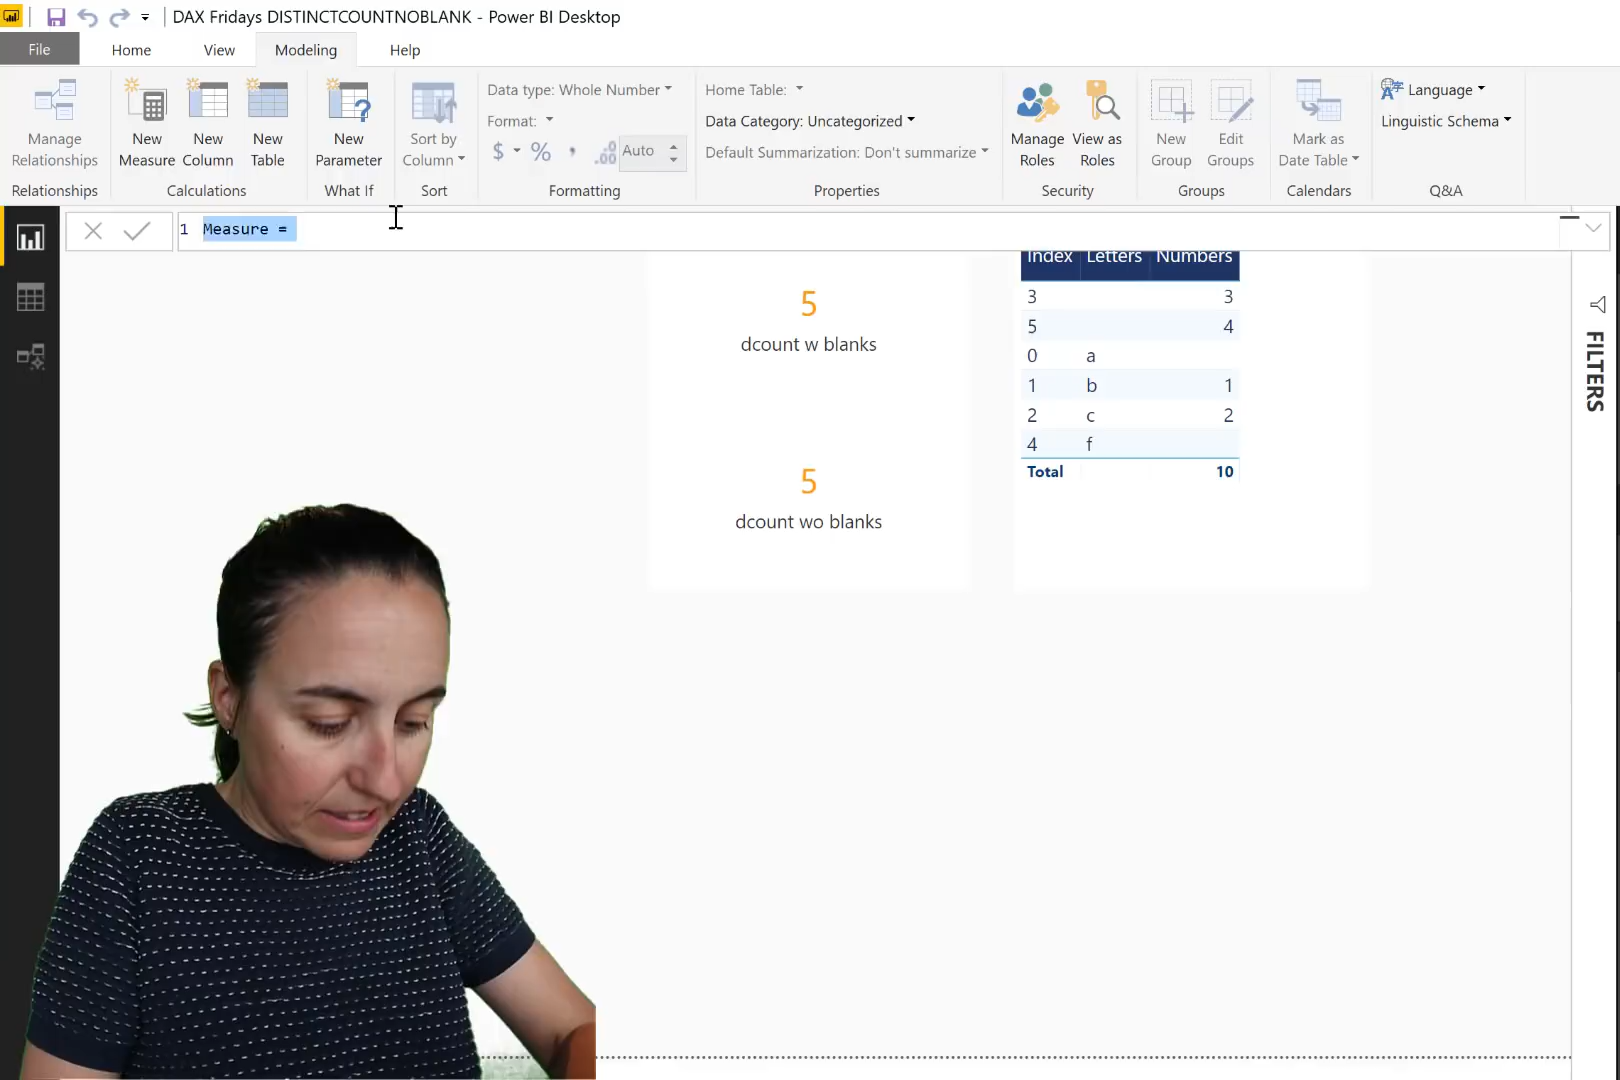 DAX Fridays DISTINCTCOUNTNOBLANK - Power BI Desktop
File Home View Modeling Help
Manage Relationships
New Measure
New Column
New Table
New Parameter
Sort by Column
Data type: Whole Number
Format:
$ % , .00 Auto
Home Table:
Data Category: Uncategorized
Default Summarization: Don't summarize
Manage Roles
View as Roles
New Group
Edit Groups
Mark as Date Table
Language
Linguistic Schema
Relationships Calculations What If Sort Formatting Properties Security Groups Calendars Q&A
1 Measure =
5
dcount w blanks
5
dcount wo blanks
Index Letters Numbers
3 3
5 4
0 a
1 b 1
2 c 2
4 f
Total 10
FILTERS